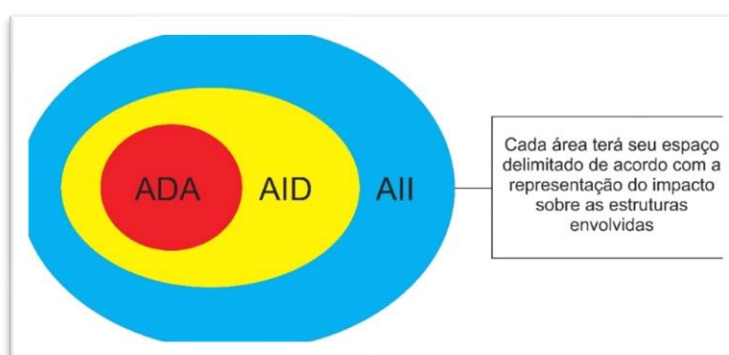 ADA AID AII
Cada área terá seu espaço
delimitado de acordo com a
representação do impacto
sobre as estruturas
envolvidas